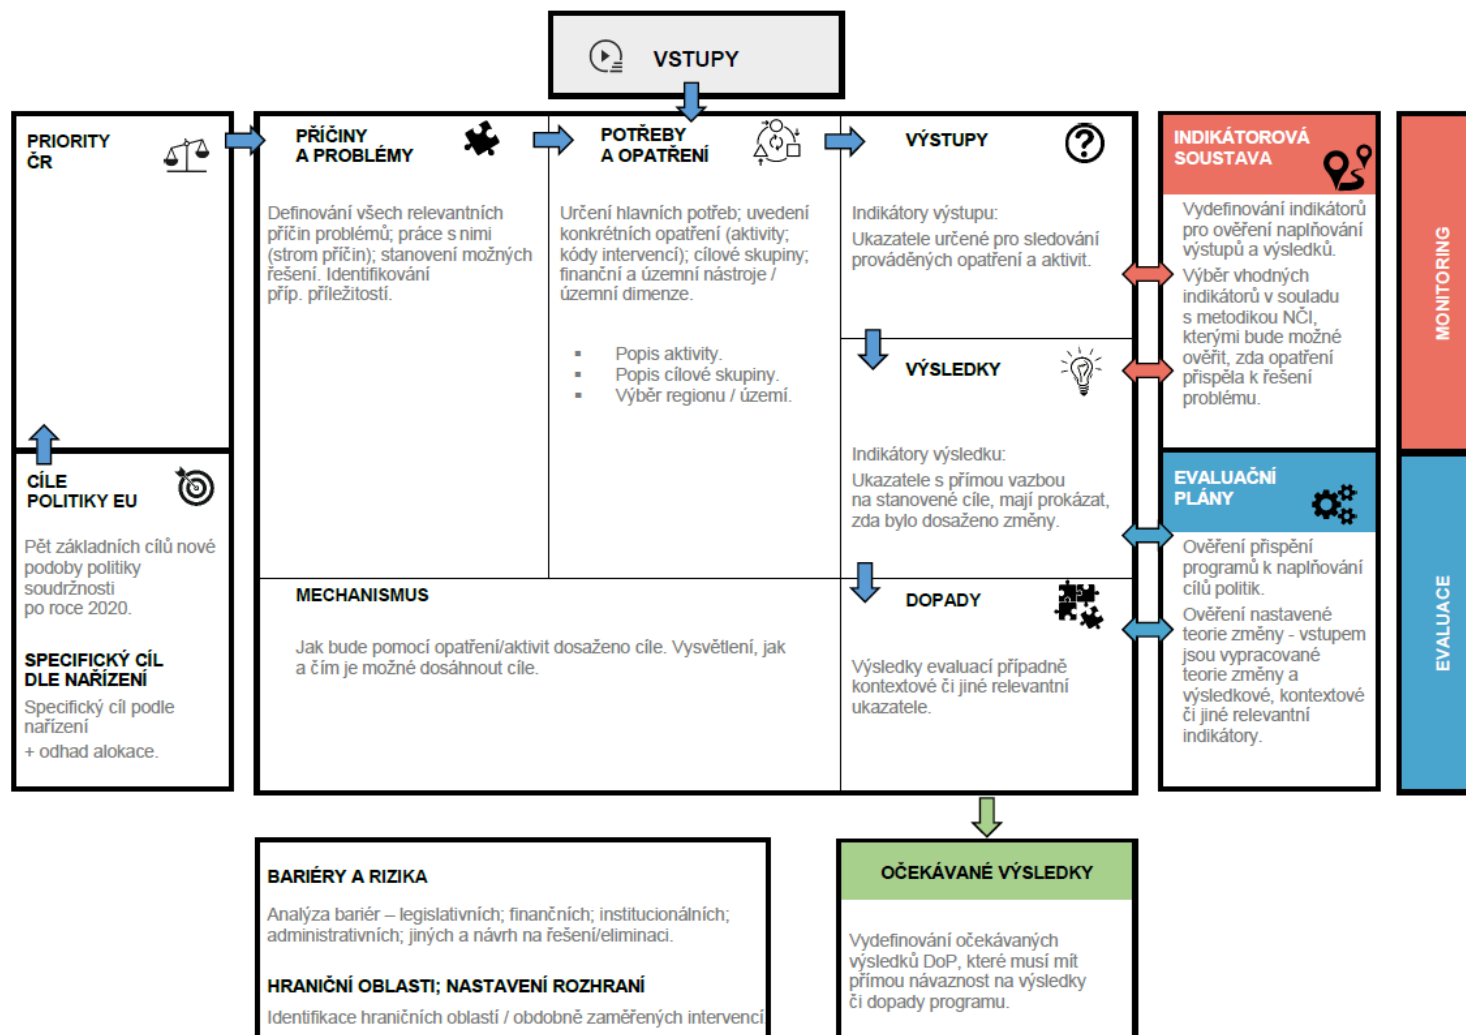 VSTUPY
PRIORITY
ČR
CÍLE
POLITIKY EU
Pět základních cílů nové
podoby politiky
soudržnosti
po roce 2020.
SPECIFICKÝ CÍL
DLE NAŘÍZENÍ
Specifický cíl podle
nařízení
+ odhad alokace.
PŘÍČINY
A PROBLÉMY
Definování všech relevantních
příčin problémů; práce s nimi
(strom příčin); stanovení možných
řešení. Identifikování
příp. příležitostí.
POTŘEBY
A OPATŘENÍ
Určení hlavních potřeb; uvedení
konkrétních opatření (aktivity;
kódy intervencí); cílové skupiny;
finanční a územní nástroje /
územní dimenze.
▪ Popis aktivity.
▪ Popis cílové skupiny.
▪ Výběr regionu / území.
MECHANISMUS
Jak bude pomocí opatření/aktivit dosaženo cíle. Vysvětlení, jak
a čím je možné dosáhnout cíle.
VÝSTUPY
Indikátory výstupu:
Ukazatele určené pro sledování
prováděných opatření a aktivit.
VÝSLEDKY
Indikátory výsledku:
Ukazatele s přímou vazbou
na stanovené cíle, mají prokázat,
zda bylo dosaženo změny.
DOPADY
Výsledky evaluací případně
kontextové či jiné relevantní
ukazatele.
INDIKÁTOROVÁ
SOUSTAVA
Vydefinování indikátorů
pro ověření naplňování
výstupů a výsledků.
Výběr vhodných
indikátorů v souladu
s metodikou NČI,
kterými bude možné
ověřit, zda opatření
přispěla k řešení
problému.
EVALUAČNÍ
PLÁNY
Ověření přispění
programů k naplňování
cílů politik.
Ověření nastavené
teorie změny - vstupem
jsou vypracované
teorie změny a
výsledkové, kontextové
či jiné relevantní
indikátory.
MONITORING
EVALUACE
BARIÉRY A RIZIKA
Analýza bariér – legislativních; finančních; institucionálních;
administrativních; jiných a návrh na řešení/eliminaci.
HRANIČNÍ OBLASTI; NASTAVENÍ ROZHRANÍ
Identifikace hraničních oblastí / obdobně zaměřených intervencí
OČEKÁVANÉ VÝSLEDKY
Vydefinování očekávaných
výsledků DoP, které musí mít
přímou návaznost na výsledky
či dopady programu.